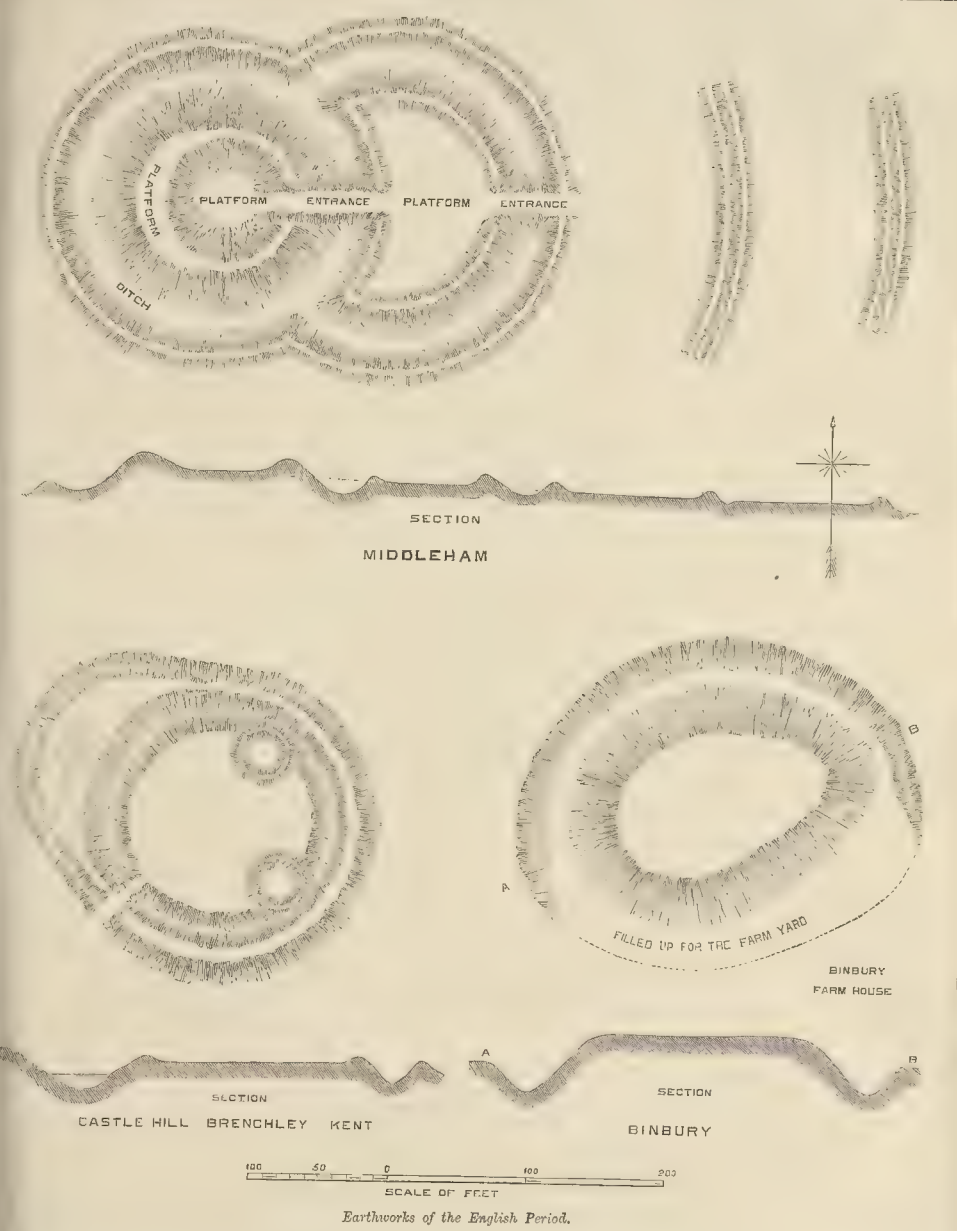 PLATFORM
PLATFORM ENTRANCE PLATFORM ENTRANCE
DITCH
SECTION
MIDDLEHAM
B
A
FILLED UP FOR THE FARM YARD
BINBURY
FARM HOUSE
A
B
SECTION
CASTLE HILL BRENCHLEY KENT
SECTION
BINBURY
100 50 0 100 200
SCALE OF FEET
Earthworks of the English Period.